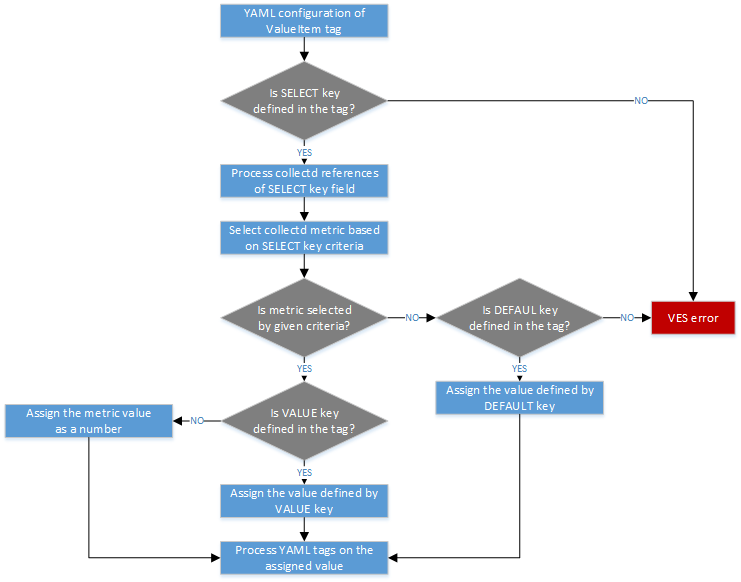 YAML configuration of
ValueItem tag
Is SELECT key
defined in the tag?
NO
YES
Process collectd references
of SELECT key field
Select collectd metric based
on SELECT key criteria
Is metric selected
by given criteria?
NO
Is DEFAUL key
defined in the tag?
NO
VES error
YES
YES
Assign the value defined by
DEFAULT key
Assign the metric value
as a number
NO
Is VALUE key
defined in the tag?
YES
Assign the value defined by
VALUE key
Process YAML tags on the
assigned value